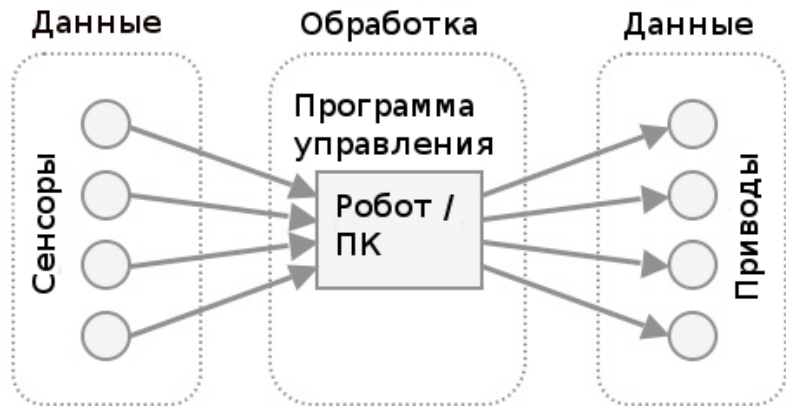 Данные
Обработка
Данные
Сенсоры
Программа
управления
Робот /
ПК
Приводы